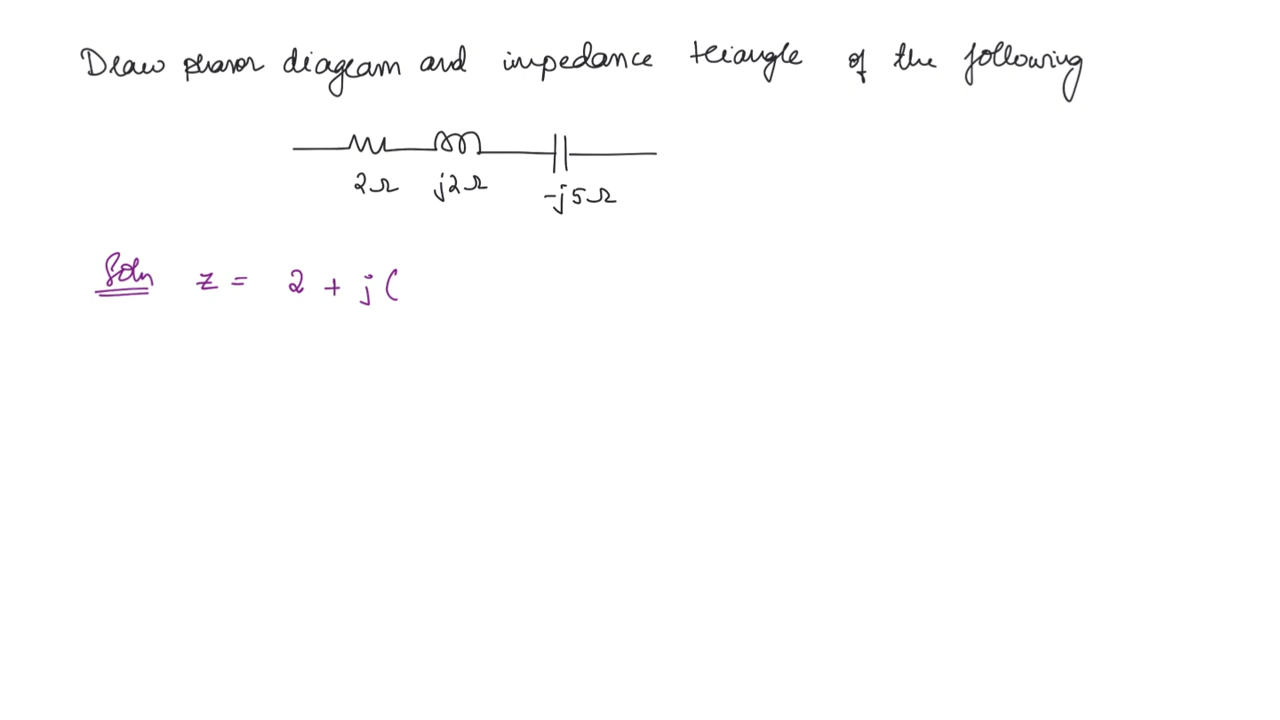 Draw phasor diagram and impedance triangle of the following
2Ω j2Ω -j5Ω
Soln z = 2 + j(